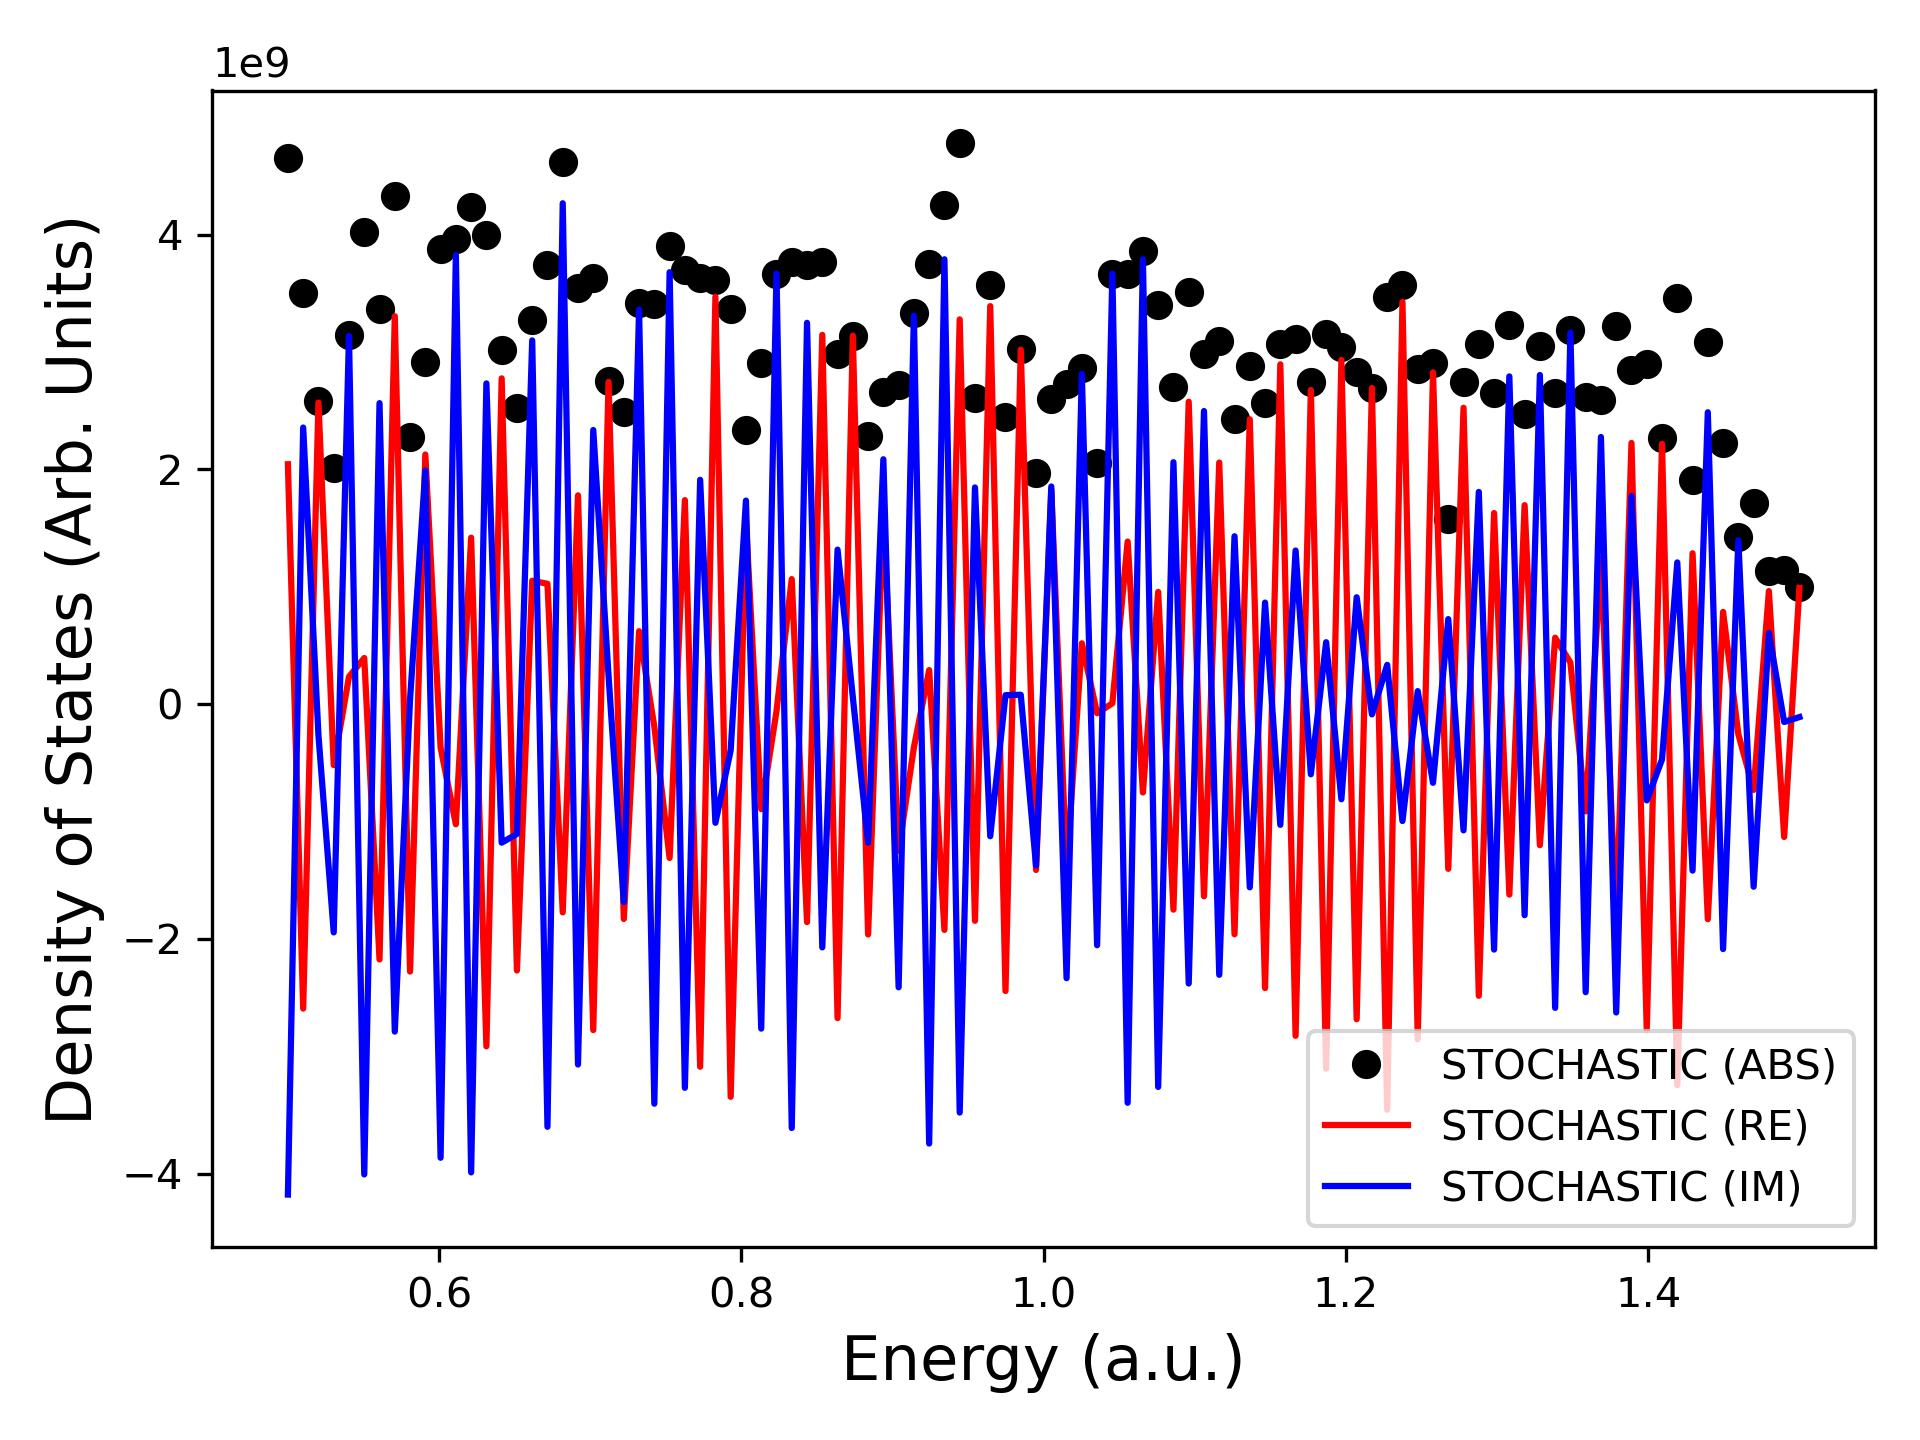 1e9
Density of States (Arb. Units)
4
2
0
−2
−4
STOCHASTIC (ABS)
STOCHASTIC (RE)
STOCHASTIC (IM)
0.6 0.8 1.0 1.2 1.4
Energy (a.u.)